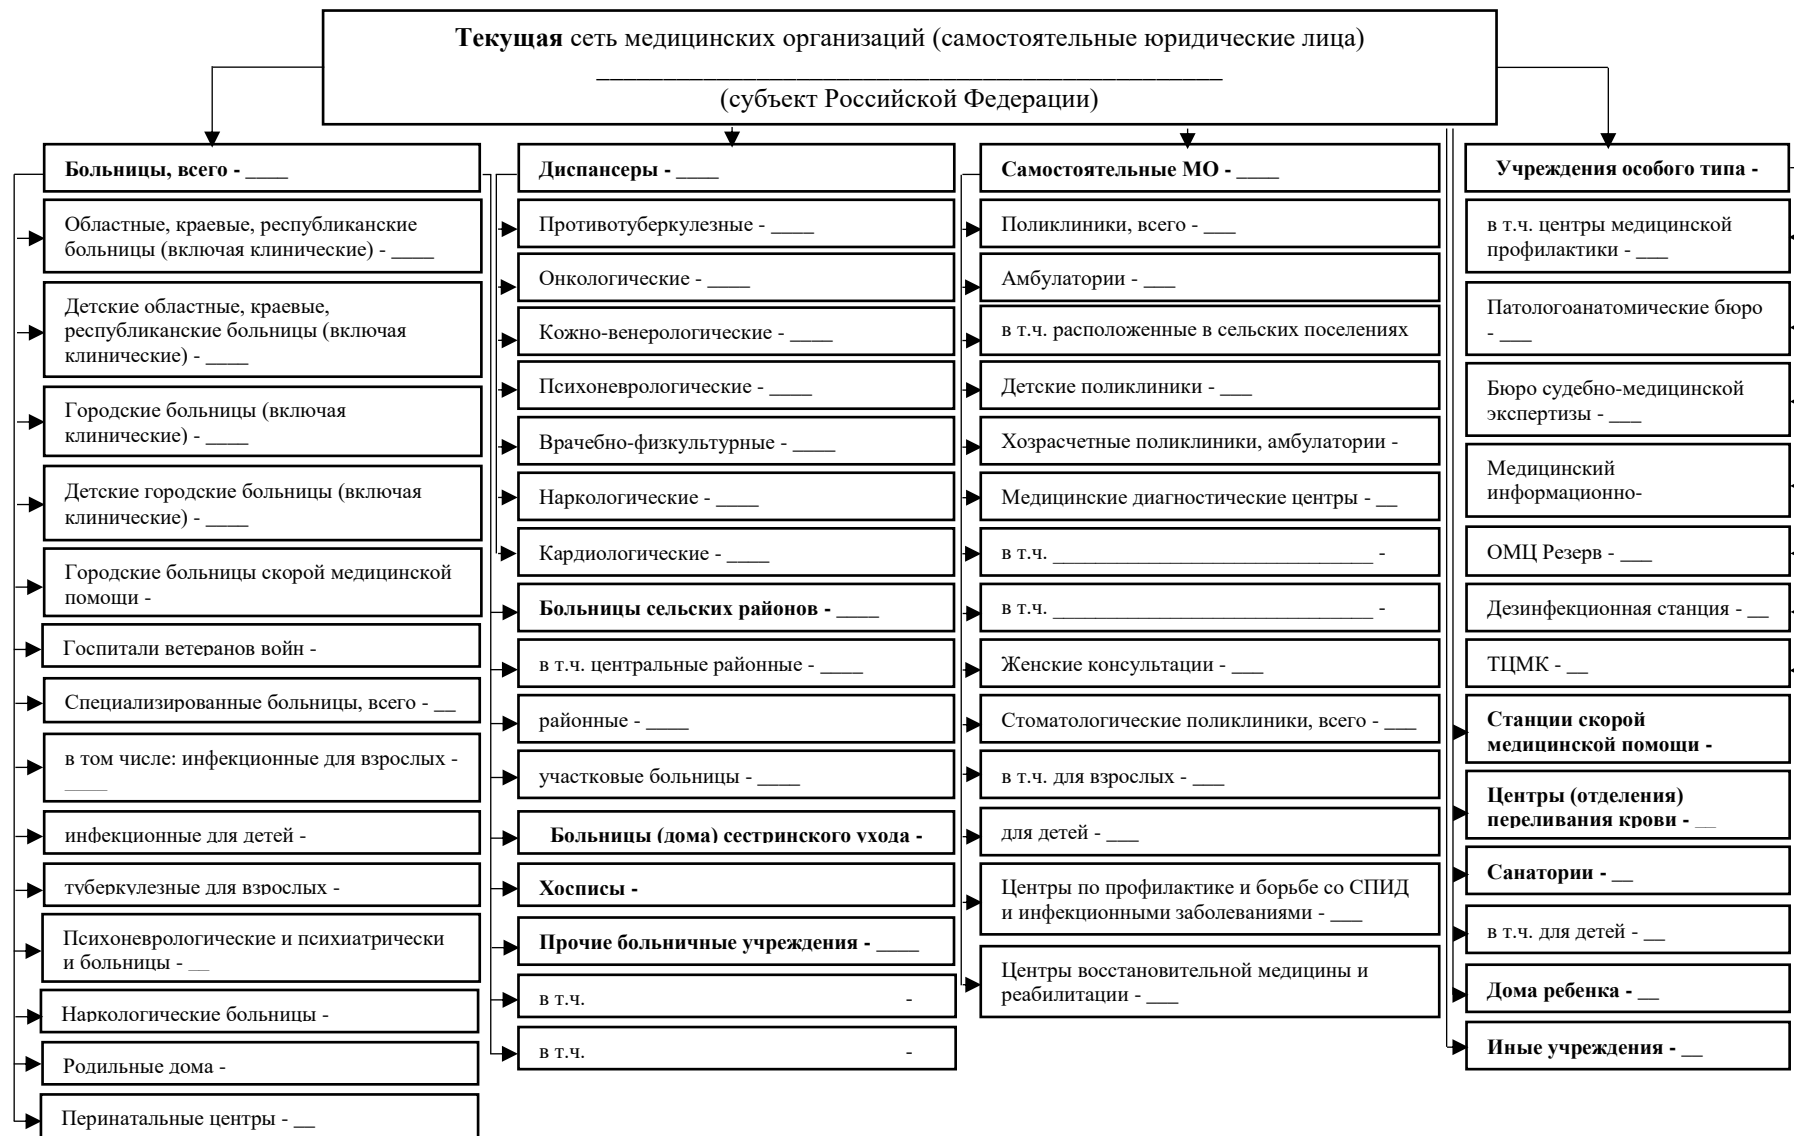 Текущая сеть медицинских организаций (самостоятельные юридические лица)
_______________________________________________
(субъект Российской Федерации)
Больницы, всего - ____
Областные, краевые, республиканские
больницы (включая клинические) - ____
Детские областные, краевые,
республиканские больницы (включая
клинические) - ____
Городские больницы (включая
клинические) - ____
Детские городские больницы (включая
клинические) - ____
Городские больницы скорой медицинской
помощи -
Госпитали ветеранов войн -
Специализированные больницы, всего - __
в том числе: инфекционные для взрослых -
____
инфекционные для детей -
туберкулезные для взрослых -
Психоневрологические и психиатрически
и больницы - __
Наркологические больницы -
Родильные дома -
Перинатальные центры - __
Диспансеры - ____
Противотуберкулезные - ____
Онкологические - ____
Кожно-венерологические - ____
Психоневрологические - ____
Врачебно-физкультурные - ____
Наркологические - ____
Кардиологические - ____
Больницы сельских районов - ____
в т.ч. центральные районные - ____
районные - ____
участковые больницы - ____
Больницы (дома) сестринского ухода -
Хосписы -
Прочие больничные учреждения - ____
в т.ч. -
в т.ч. -
Самостоятельные МО - ____
Поликлиники, всего - ___
Амбулатории - ___
в т.ч. расположенные в сельских поселениях
Детские поликлиники - ___
Хозрасчетные поликлиники, амбулатории -
Медицинские диагностические центры - __
в т.ч. ______________________________ -
в т.ч. ______________________________ -
Женские консультации - ___
Стоматологические поликлиники, всего - ___
в т.ч. для взрослых - ___
для детей - ___
Центры по профилактике и борьбе со СПИД
и инфекционными заболеваниями - ___
Центры восстановительной медицины и
реабилитации - ___
Учреждения особого типа -
в т.ч. центры медицинской
профилактики - ___
Патологоанатомические бюро
- ___
Бюро судебно-медицинской
экспертизы - ___
Медицинский
информационно-
ОМЦ Резерв - ___
Дезинфекционная станция - __
ТЦМК - __
Станции скорой
медицинской помощи -
Центры (отделения)
переливания крови - __
Санатории - __
в т.ч. для детей - __
Дома ребенка - __
Иные учреждения - __